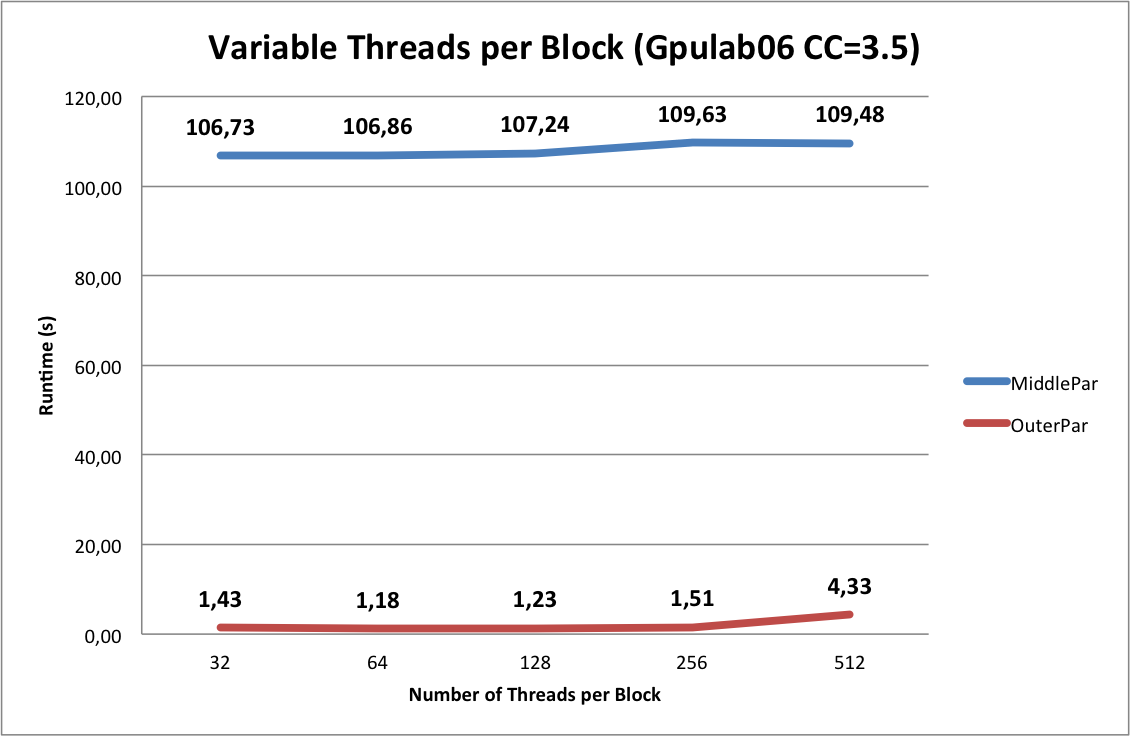 Variable Threads per Block (Gpulab06 CC=3.5)
120,00
106,73 106,86 107,24 109,63 109,48
100,00
80,00
60,00
40,00
20,00
0,00
Runtime (s)
MiddlePar
OuterPar
1,43 1,18 1,23 1,51 4,33
32 64 128 256 512
Number of Threads per Block